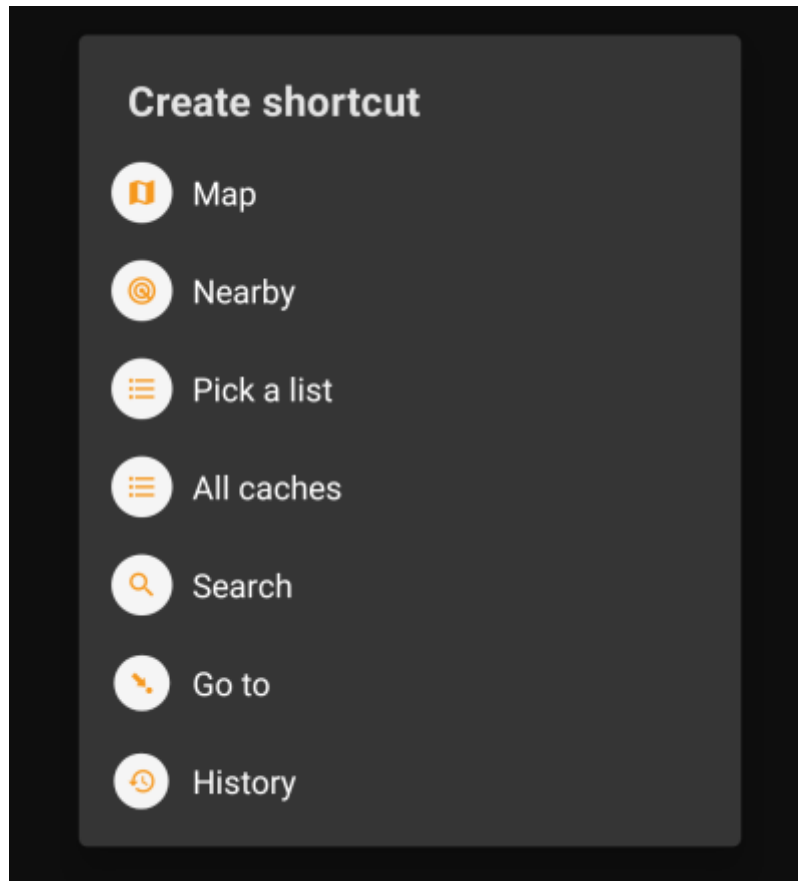 Create shortcut
Map
Nearby
Pick a list
All caches
Search
Go to
History